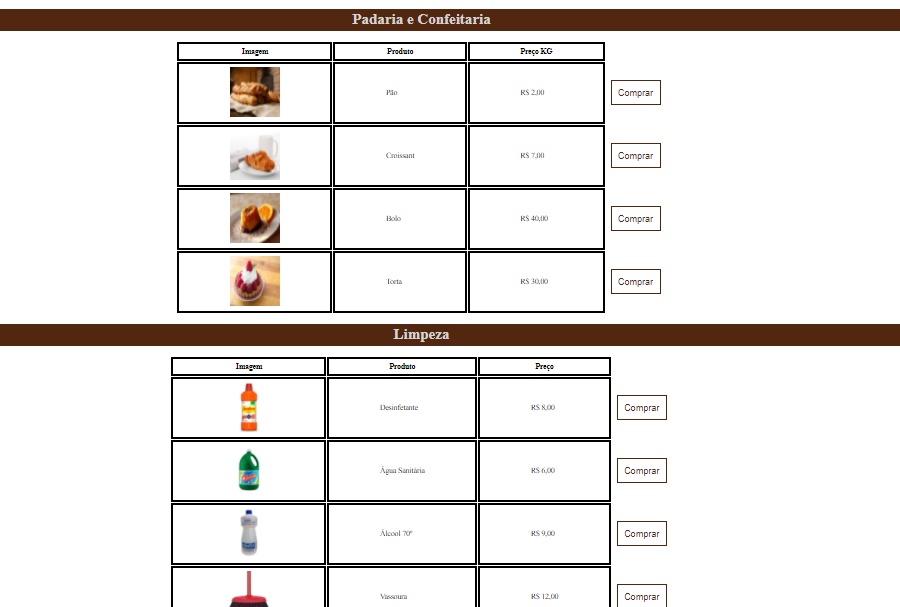 Padaria e Confeitaria
Imagem Produto Preço KG
Pão R$ 2,00 Comprar
Croissant R$ 7,00 Comprar
Bolo R$ 40,00 Comprar
Torta R$ 30,00 Comprar
Limpeza
Imagem Produto Preço
Desinfetante R$ 8,00 Comprar
Água Sanitária R$ 6,00 Comprar
Álcool 70º R$ 9,00 Comprar
Vassoura R$ 12,00 Comprar